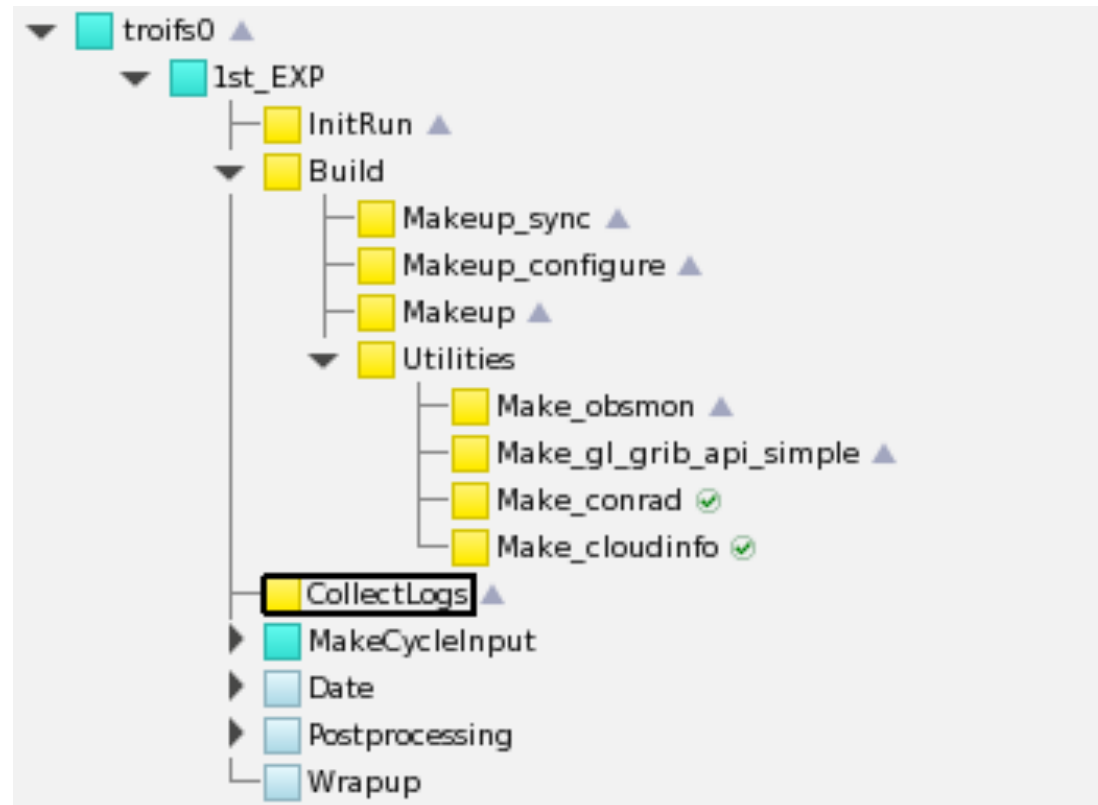 troifs0
1st_EXP
InitRun
Build
Makeup_sync
Makeup_configure
Makeup
Utilities
Make_obsmon
Make_gl_grib_api_simple
Make_conrad
Make_cloudinfo
CollectLogs
MakeCycleInput
Date
Postprocessing
Wrapup